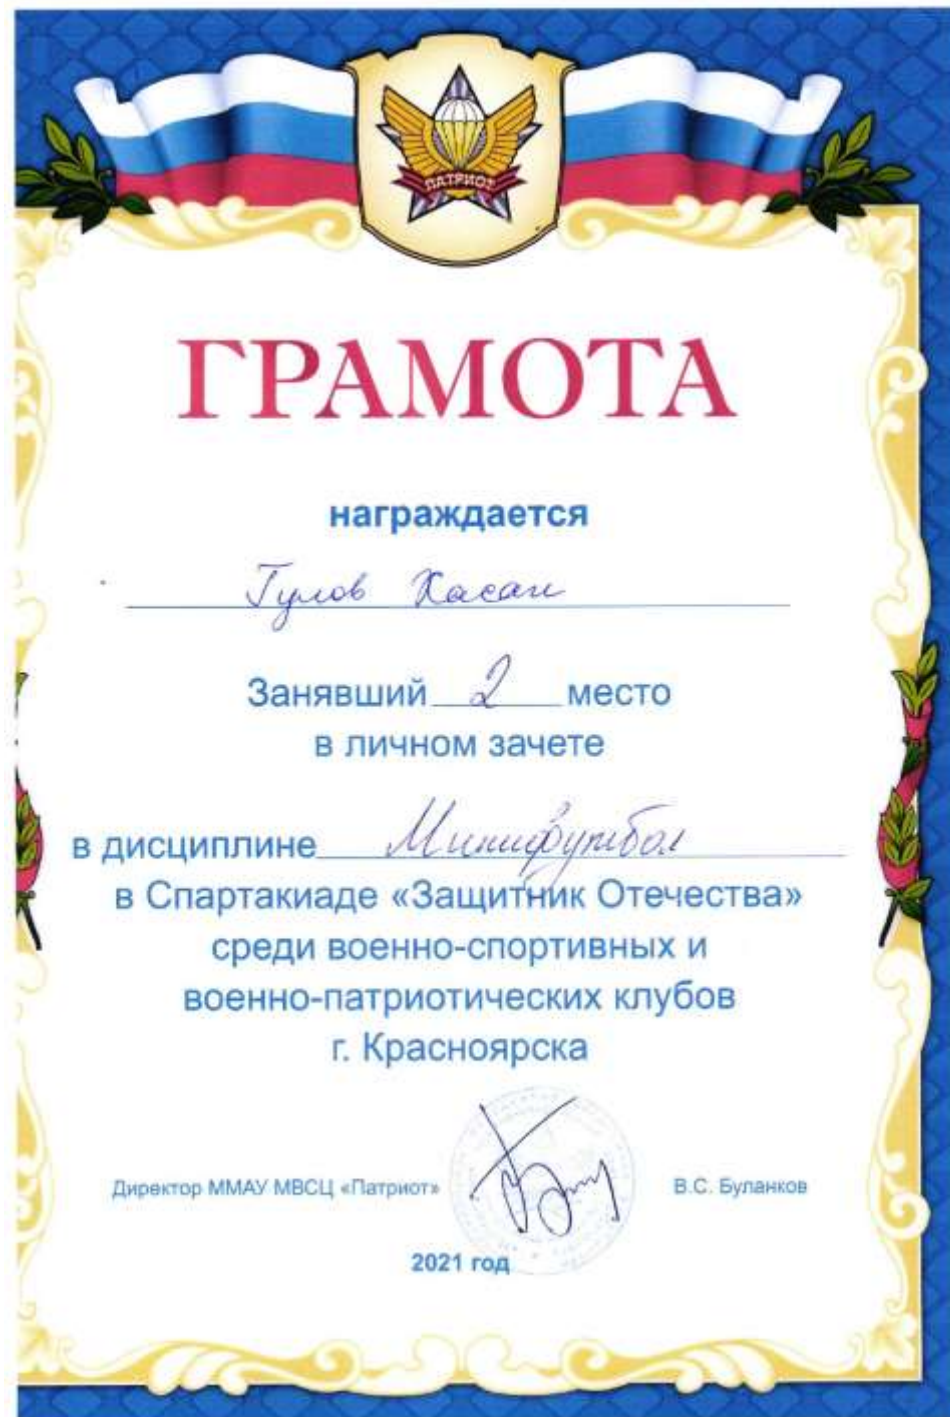 ПАТРИОТ
ГРАМОТА
награждается
Гулов Хасан
Занявший 2 место
в личном зачете
в дисциплине Минифутбол
в Спартакиаде «Защитник Отечества»
среди военно-спортивных и
военно-патриотических клубов
г. Красноярска
Директор ММАУ МВСЦ «Патриот» В.С. Буланков
2021 год